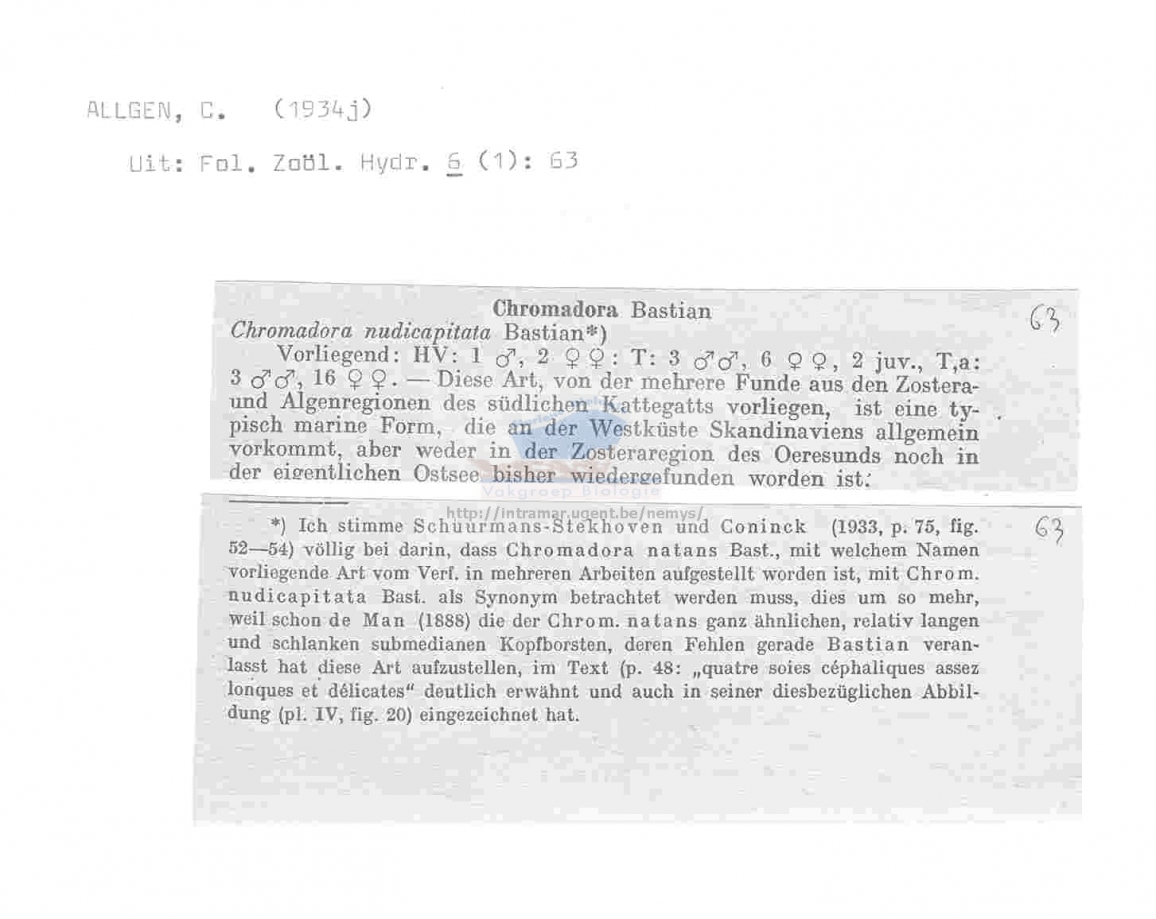 ALLGEN, C. (1934j)
Uit: Fol. Zoöl. Hydr. 6 (1): 63
Chromadora Bastian
63
Chromadora nudicapitata Bastian*)
Vorliegend: HV: 1 ♂, 2 ♀♀: T: 3 ♂♂, 6 ♀♀, 2 juv., T,a:
3 ♂♂, 16 ♀♀. — Diese Art, von der mehrere Funde aus den Zostera-
und Algenregionen des südlichen Kattegatts vorliegen, ist eine ty-
pisch marine Form, die an der Westküste Skandinaviens allgemein
vorkommt, aber weder in der Zosteraregion des Oeresunds noch in
der eigentlichen Ostsee bisher wiedergefunden worden ist.
Vakgroep Biologie
http://intramar.ugent.be/nemys/
*) Ich stimme Schuurmans-Stekhoven und Coninck (1933, p. 75, fig.
63
52—54) völlig bei darin, dass Chromadora natans Bast., mit welchem Namen
vorliegende Art vom Verf. in mehreren Arbeiten aufgestellt worden ist, mit Chrom.
nudicapitata Bast. als Synonym betrachtet werden muss, dies um so mehr,
weil schon de Man (1888) die der Chrom. natans ganz ähnlichen, relativ langen
und schlanken submedianen Kopfborsten, deren Fehlen gerade Bastian veran-
lasst hat diese Art aufzustellen, im Text (p. 48: „quatre soies céphaliques assez
lonques et délicates“ deutlich erwähnt und auch in seiner diesbezüglichen Abbil-
dung (pl. IV, fig. 20) eingezeichnet hat.